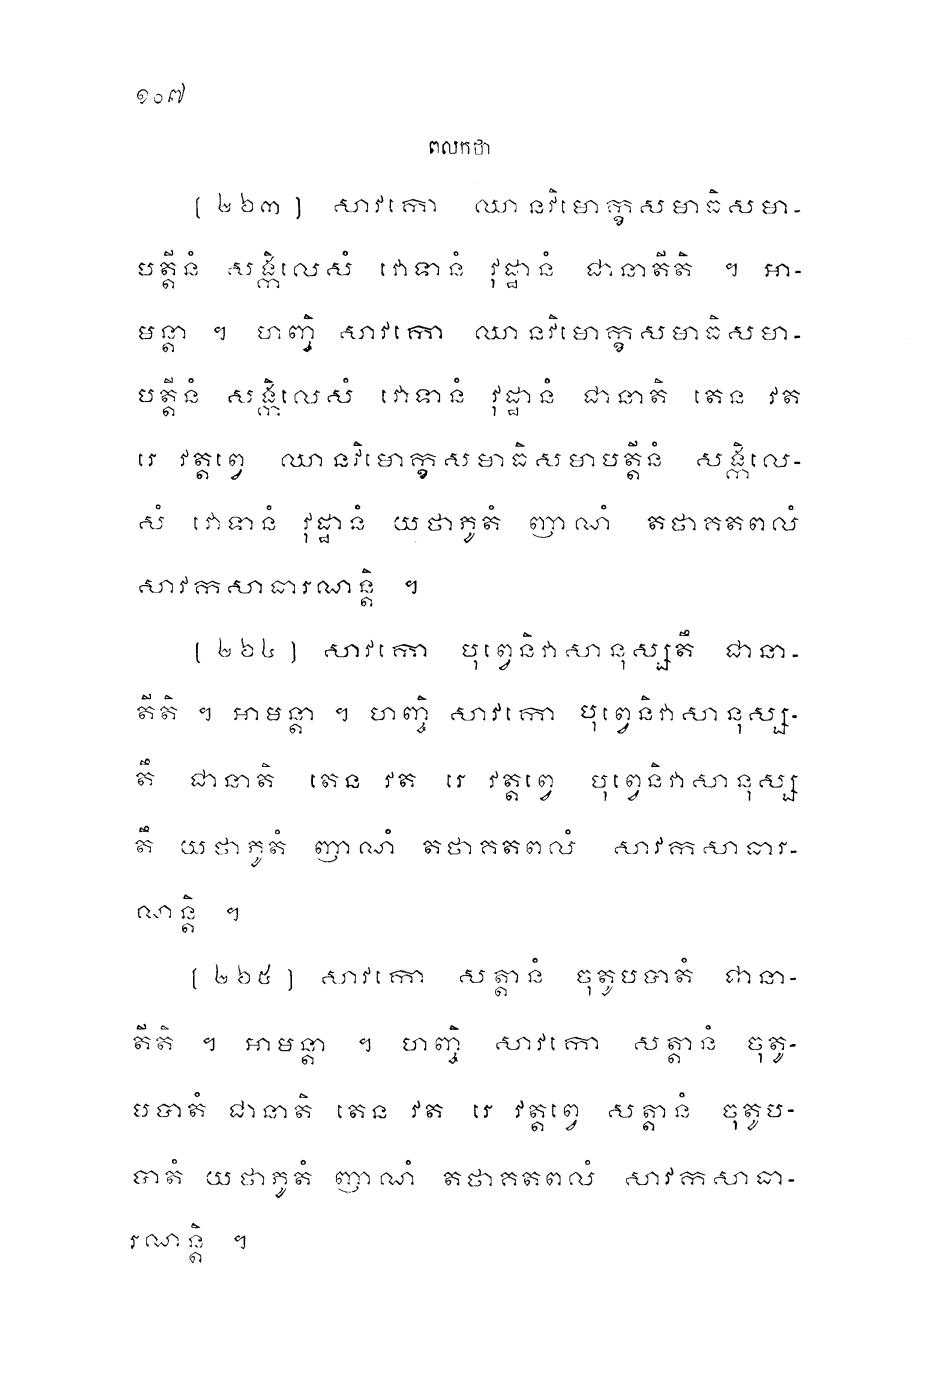 ១០៧
ពលកថា
[ ២៦៣ ] សាវកោ ឈានវិមោក្ខសមាធិសមា-
បត្តីនំ សង្កិលេសំ វោទានំ វុដ្ឋានំ ជានាតីតិ ។ អា-
មន្តា ។ ហញ្ចិ សាវកោ ឈានវិមោក្ខសមាធិសមា-
បត្តីនំ សង្កិលេសំ វោទានំ វុដ្ឋានំ ជានាតិ តេន វត
រេ វត្តព្វេ ឈានវិមោក្ខសមាធិសមាបត្តីនំ សង្កិលេ-
សំ វោទានំ វុដ្ឋានំ យថាភូតំ ញាណំ តថាគតពលំ
សាវកសាធារណន្តិ ។
[ ២៦៤ ] សាវកោ បុព្វេនិវាសានុស្សតឹ ជានា-
តីតិ ។ អាមន្តា ។ ហញ្ចិ សាវកោ បុព្វេនិវាសានុស្ស-
តឹ ជានាតិ តេន វត រេ វត្តព្វេ បុព្វេនិវាសានុស្ស
តឹ យថាភូតំ ញាណំ តថាគតពលំ សាវកសាធារ-
ណន្តិ ។
[ ២៦៥ ] សាវកោ សត្តានំ ចុតូបបាតំ ជានា-
តីតិ ។ អាមន្តា ។ ហញ្ចិ សាវកោ សត្តានំ ចុតូ-
បបាតំ ជានាតិ តេន វត រេ វត្តព្វេ សត្តានំ ចុតូប-
បាតំ យថាភូតំ ញាណំ តថាគតពលំ សាវកសាធា-
រណន្តិ ។